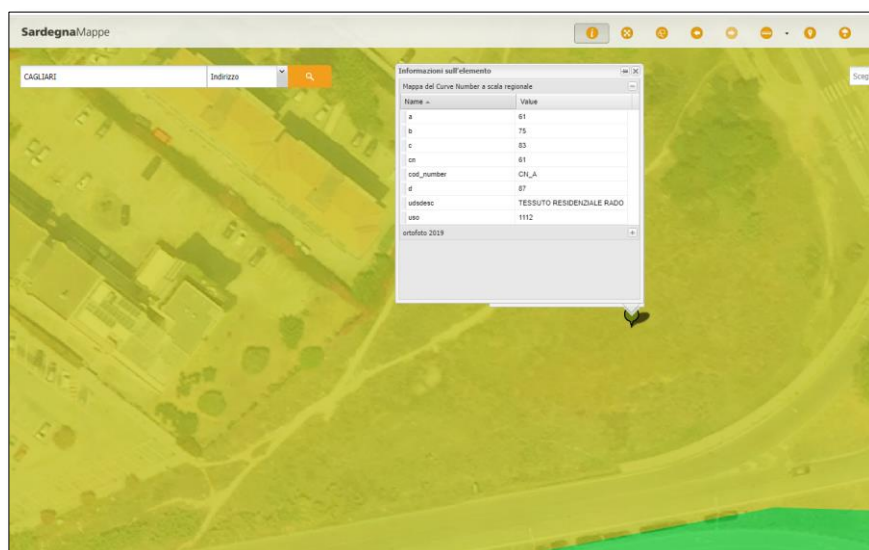 SardegnaMappe
CAGLIARI
Indirizzo
Sceg
Informazioni sull'elemento
Mappa del Curve Number a scala regionale
Name Value
a 61
b 75
c 83
cn 61
cod_number CN_A
d 87
udsdesc TESSUTO RESIDENZIALE RADO
uso 1112
ortofoto 2019